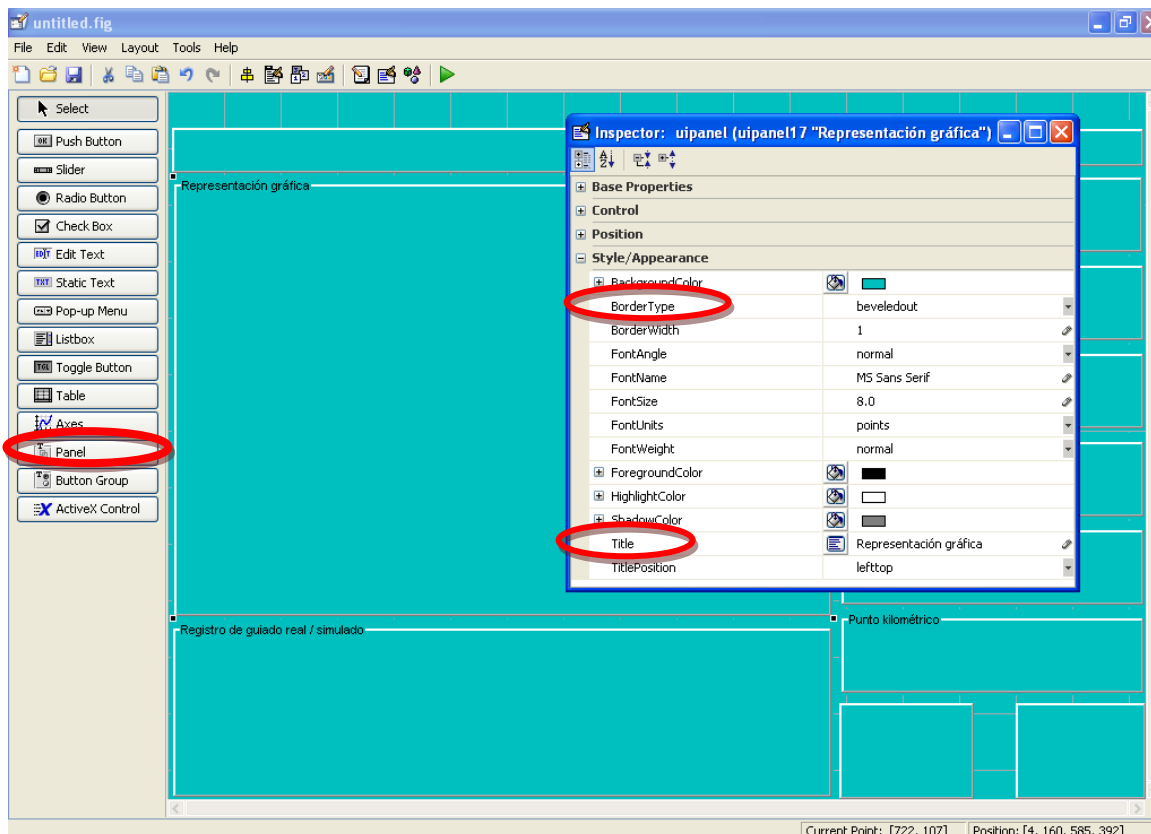 untitled.fig
File Edit View Layout Tools Help
Select
OK Push Button
Slider
Radio Button
Check Box
EDIT Edit Text
TXT Static Text
Pop-up Menu
Listbox
TGL Toggle Button
Table
Axes
Panel
Button Group
ActiveX Control
Representación gráfica
Registro de guiado real / simulado
Punto kilométrico
Inspector: uipanel (uipanel17 "Representación gráfica")
Base Properties
Control
Position
Style/Appearance
BackgroundColor
BorderType beveledout
BorderWidth 1
FontAngle normal
FontName MS Sans Serif
FontSize 8.0
FontUnits points
FontWeight normal
ForegroundColor
HighlightColor
ShadowColor
Title Representación gráfica
TitlePosition lefttop
Current Point: [722, 107] Position: [4, 160, 585, 392]